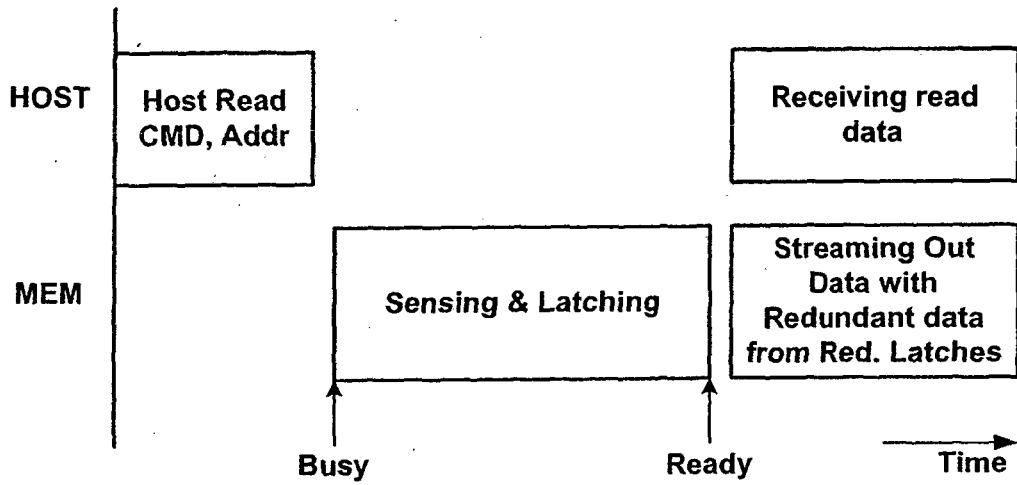 HOST
Host Read
CMD, Addr
Receiving read
data
MEM
Sensing & Latching
Streaming Out
Data with
Redundant data
from Red. Latches
Busy
Ready
Time